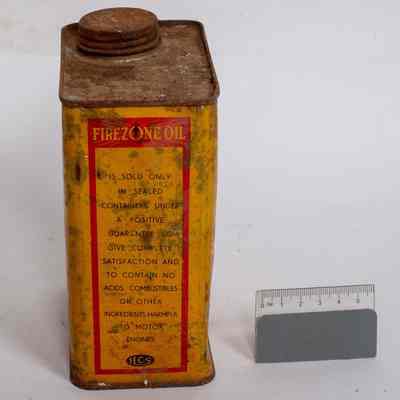 FIREZONE OIL
IS SOLD ONLY
IN SEALED
CONTAINERS UNDER
A POSITIVE
GUARANTEE TO
GIVE COMPLETE
SATISFACTION AND
TO CONTAIN NO
ACIDS COMBUSTIBLES
OR OTHER
INGREDIENTS HARMFUL
TO MOTOR
ENGINES